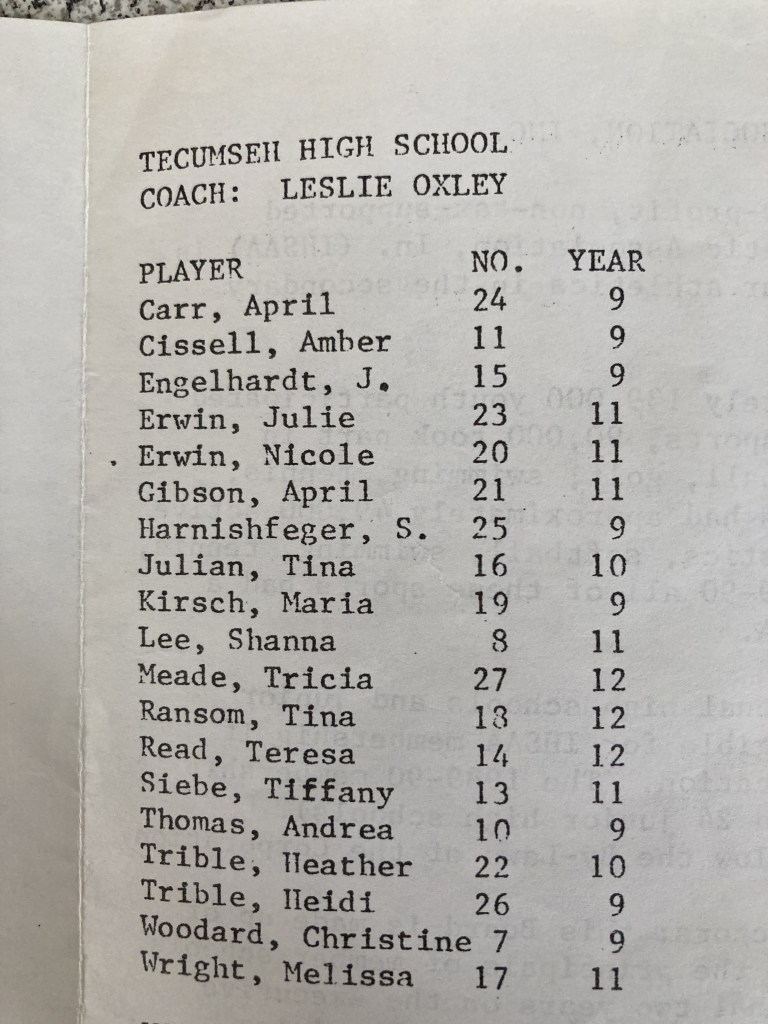 TECUMSEH HIGH SCHOOL
COACH: LESLIE OXLEY
PLAYER NO. YEAR
Carr, April 24 9
Cissell, Amber 11 9
Engelhardt, J. 15 9
Erwin, Julie 23 11
Erwin, Nicole 20 11
Gibson, April 21 11
Harnishfeger, S. 25 9
Julian, Tina 16 10
Kirsch, Maria 19 9
Lee, Shanna 8 11
Meade, Tricia 27 12
Ransom, Tina 18 12
Read, Teresa 14 12
Siebe, Tiffany 13 11
Thomas, Andrea 10 9
Trible, Heather 22 10
Trible, Heidi 26 9
Woodard, Christine 7 9
Wright, Melissa 17 11